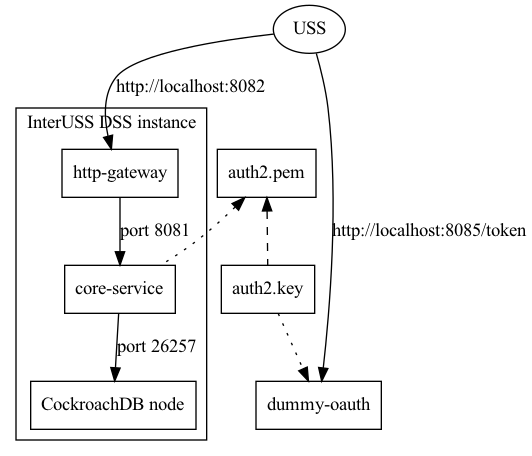 USS
http://localhost:8082
InterUSS DSS instance
http-gateway
auth2.pem
port 8081
http://localhost:8085/token
core-service
auth2.key
port 26257
CockroachDB node
dummy-oauth